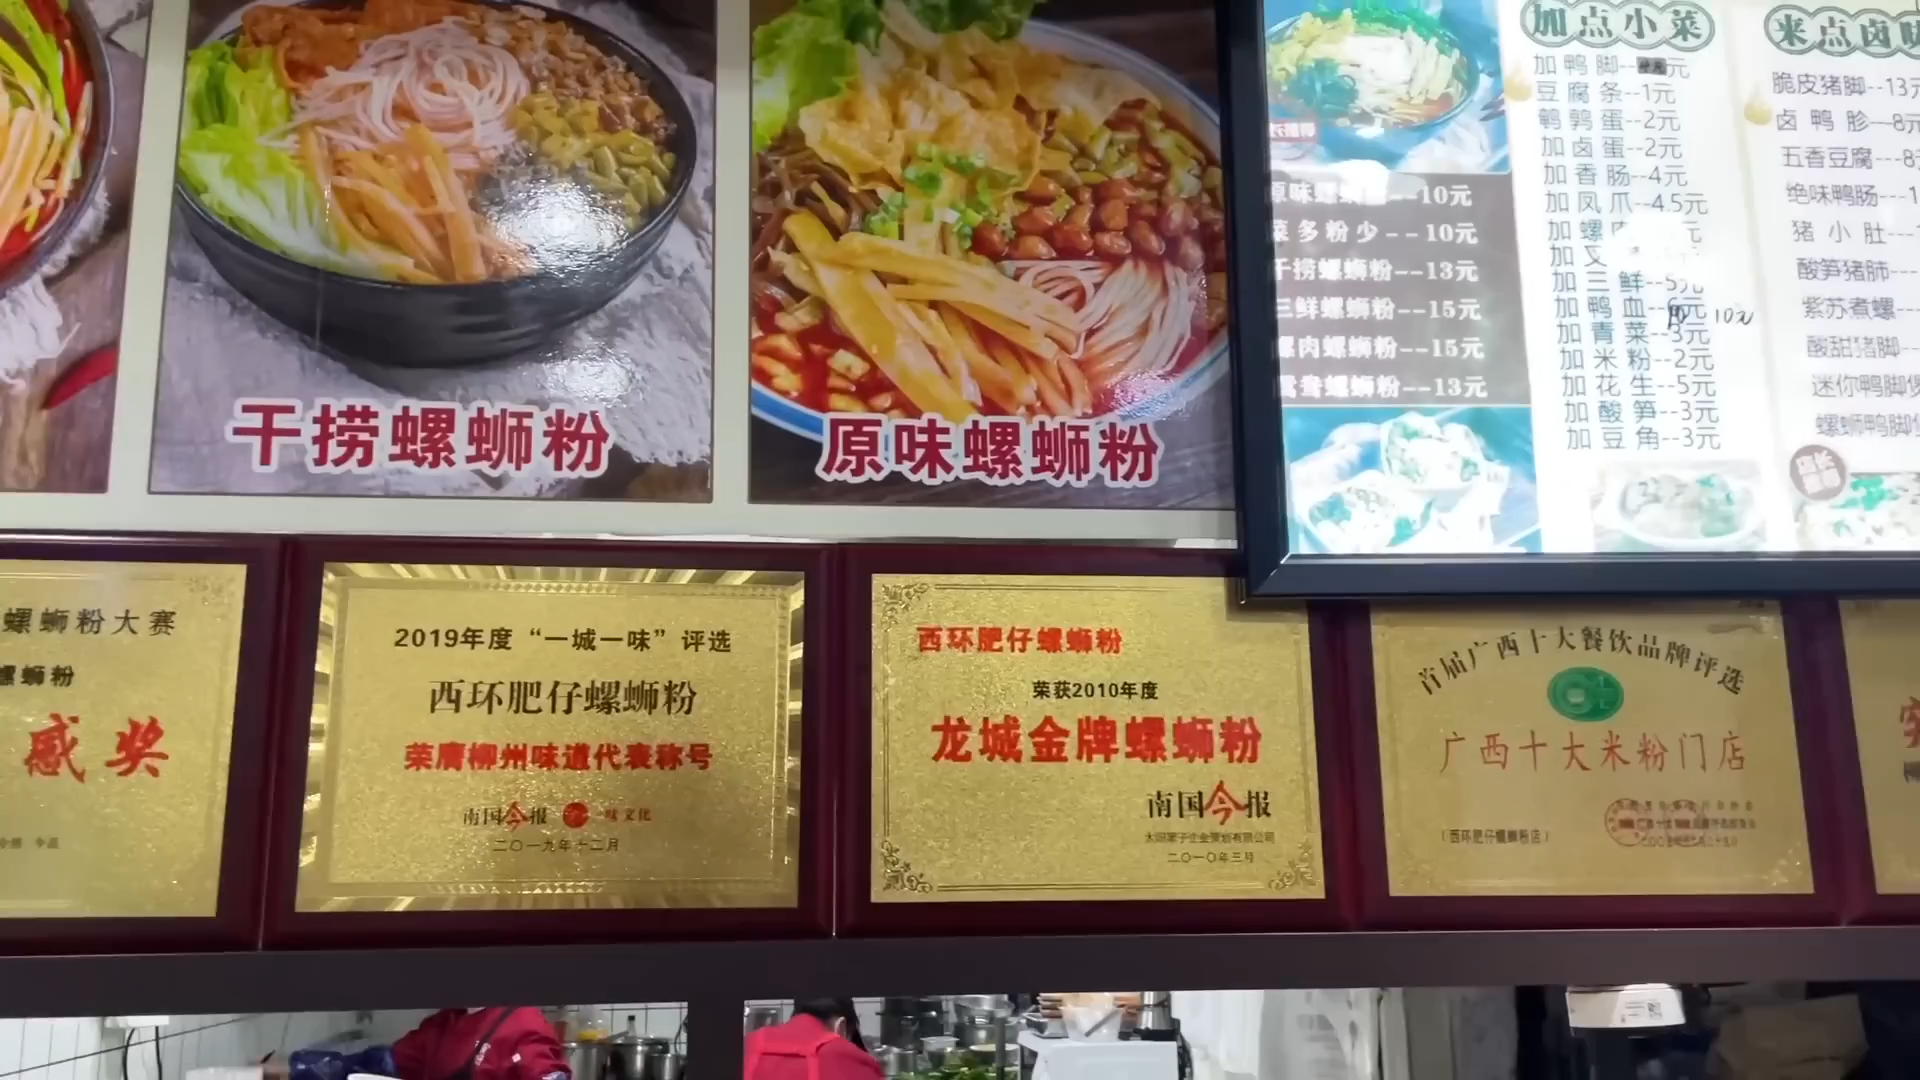 干捞螺蛳粉
原味螺蛳粉
10元
菜多粉少--10元
干捞螺蛳粉--13元
三鲜螺蛳粉--15元
螺肉螺蛳粉--15元
鸳鸯螺蛳粉--13元
加点小菜
加鸭脚--元
豆腐条--1元
鹌鹑蛋--2元
加卤蛋--2元
加香肠--4元
加凤爪--4.5元
加螺
加三鲜--5元
加鸭血--6元
10元
加青菜--3元
加米粉--2元
加花生--5元
加酸笋--3元
加豆角--3元
来点卤味
脆皮猪脚--13元
卤鸭胗---8元
五香豆腐---8
绝味鸭肠----1
猪小肚---
酸笋猪肺----
紫苏煮螺---
酸甜猪脚--
迷你鸭脚煲
螺蛳鸭脚
店长
螺蛳粉大赛
螺蛳粉
感奖
2019年度“一城一味”评选
西环肥仔螺蛳粉
荣膺柳州味道代表称号
南国今报
味文化
二〇一九年十二月
西环肥仔螺蛳粉
荣获2010年度
龙城金牌螺蛳粉
南国今报
二〇一〇年三月
首届广西十大餐饮品牌评选
广西十大米粉门店
（西环肥仔螺蛳粉店）